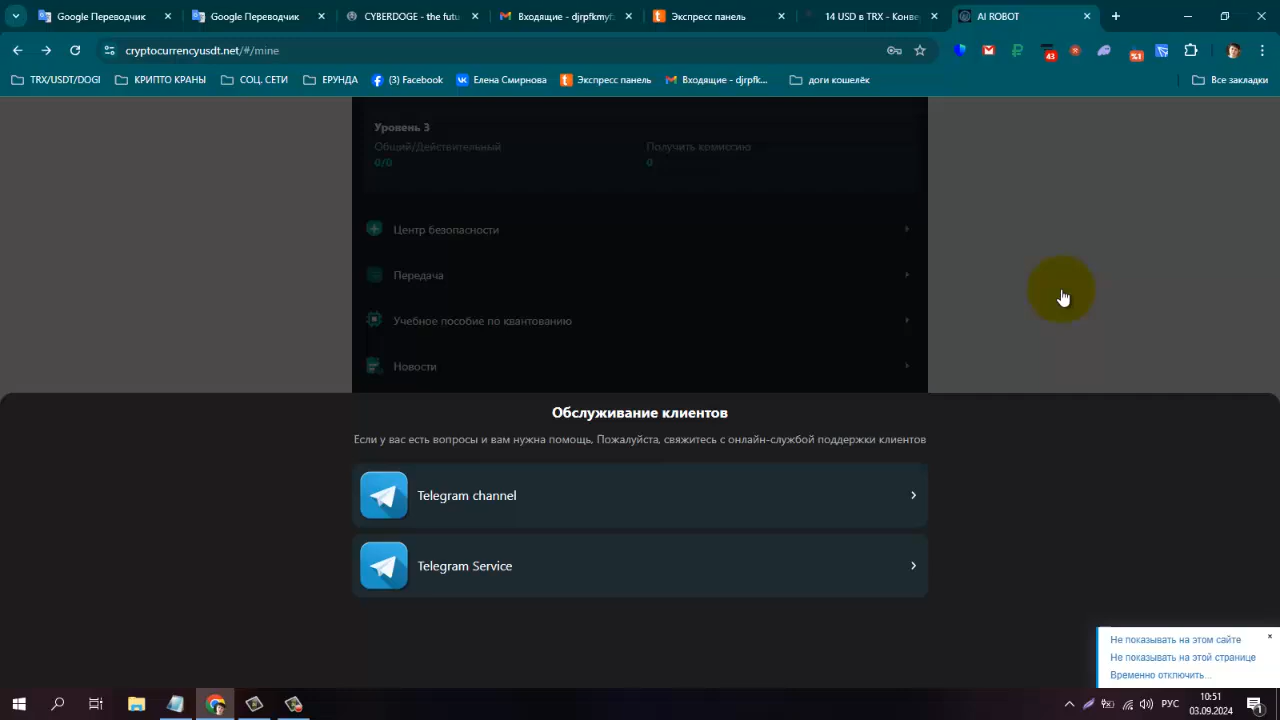 Google Переводчик
Google Переводчик
CYBERDOGE - the futu
Входящие - djrpfkmyfz
Экспресс панель
14 USD в TRX - Конве
AI ROBOT
cryptocurrencyusdt.net/#/mine
TRX/USDT/DOGI
КРИПТО КРАНЫ
СОЦ. СЕТИ
ЕРУНДА
(3) Facebook
Елена Смирнова
Экспресс панель
Входящие - djrpfk...
доги кошелёк
Все закладки
43
Уровень 3
Общий/Действительный
Получить комиссию
0/0
0
Центр безопасности
Передача
Учебное пособие по квантованию
Новости
Обслуживание клиентов
Если у вас есть вопросы и вам нужна помощь, Пожалуйста, свяжитесь с онлайн-службой поддержки клиентов
Telegram channel
Telegram Service
Не показывать на этом сайте
Не показывать на этой странице
Временно отключить...
РУС
10:51
03.09.2024
1